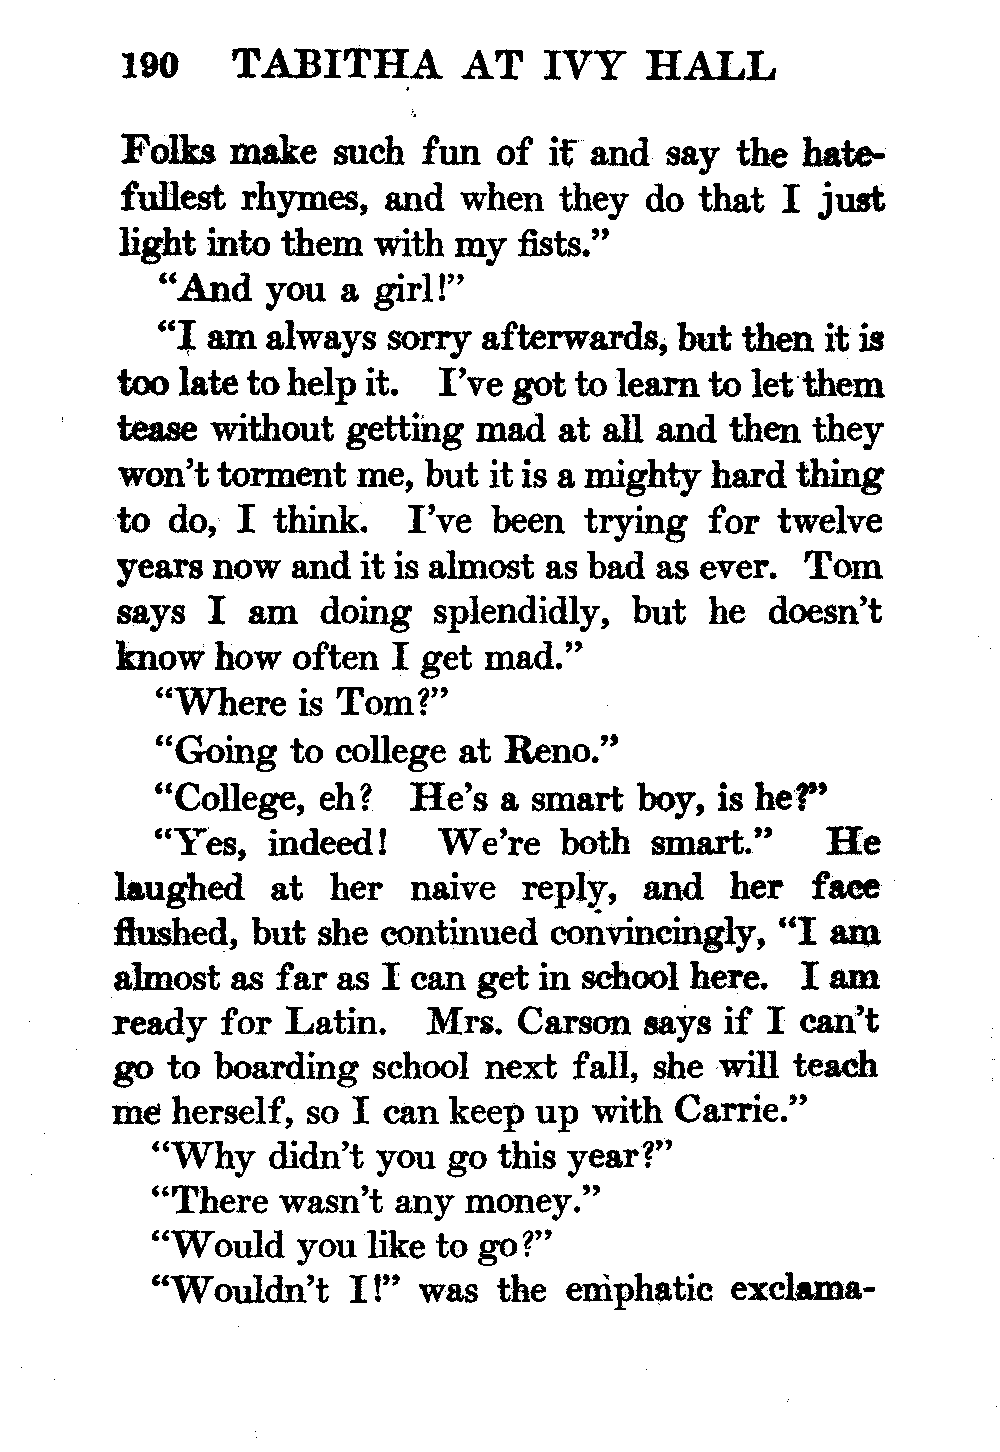 190 TABITHA AT IVY HALL
Folks make such fun of it and say the hate-
fullest rhymes, and when they do that I just
light into them with my fists.”
“And you a girl!”
“I am always sorry afterwards, but then it is
too late to help it. I’ve got to learn to let them
tease without getting mad at all and then they
won’t torment me, but it is a mighty hard thing
to do, I think. I’ve been trying for twelve
years now and it is almost as bad as ever. Tom
says I am doing splendidly, but he doesn’t
know how often I get mad.”
“Where is Tom?”
“Going to college at Reno.”
“College, eh? He’s a smart boy, is he?”
“Yes, indeed! We’re both smart.” He
laughed at her naive reply, and her face
flushed, but she continued convincingly, “I am
almost as far as I can get in school here. I am
ready for Latin. Mrs. Carson says if I can’t
go to boarding school next fall, she will teach
me herself, so I can keep up with Carrie.”
“Why didn’t you go this year?”
“There wasn’t any money.”
“Would you like to go?”
“Wouldn’t I!” was the emphatic exclama-